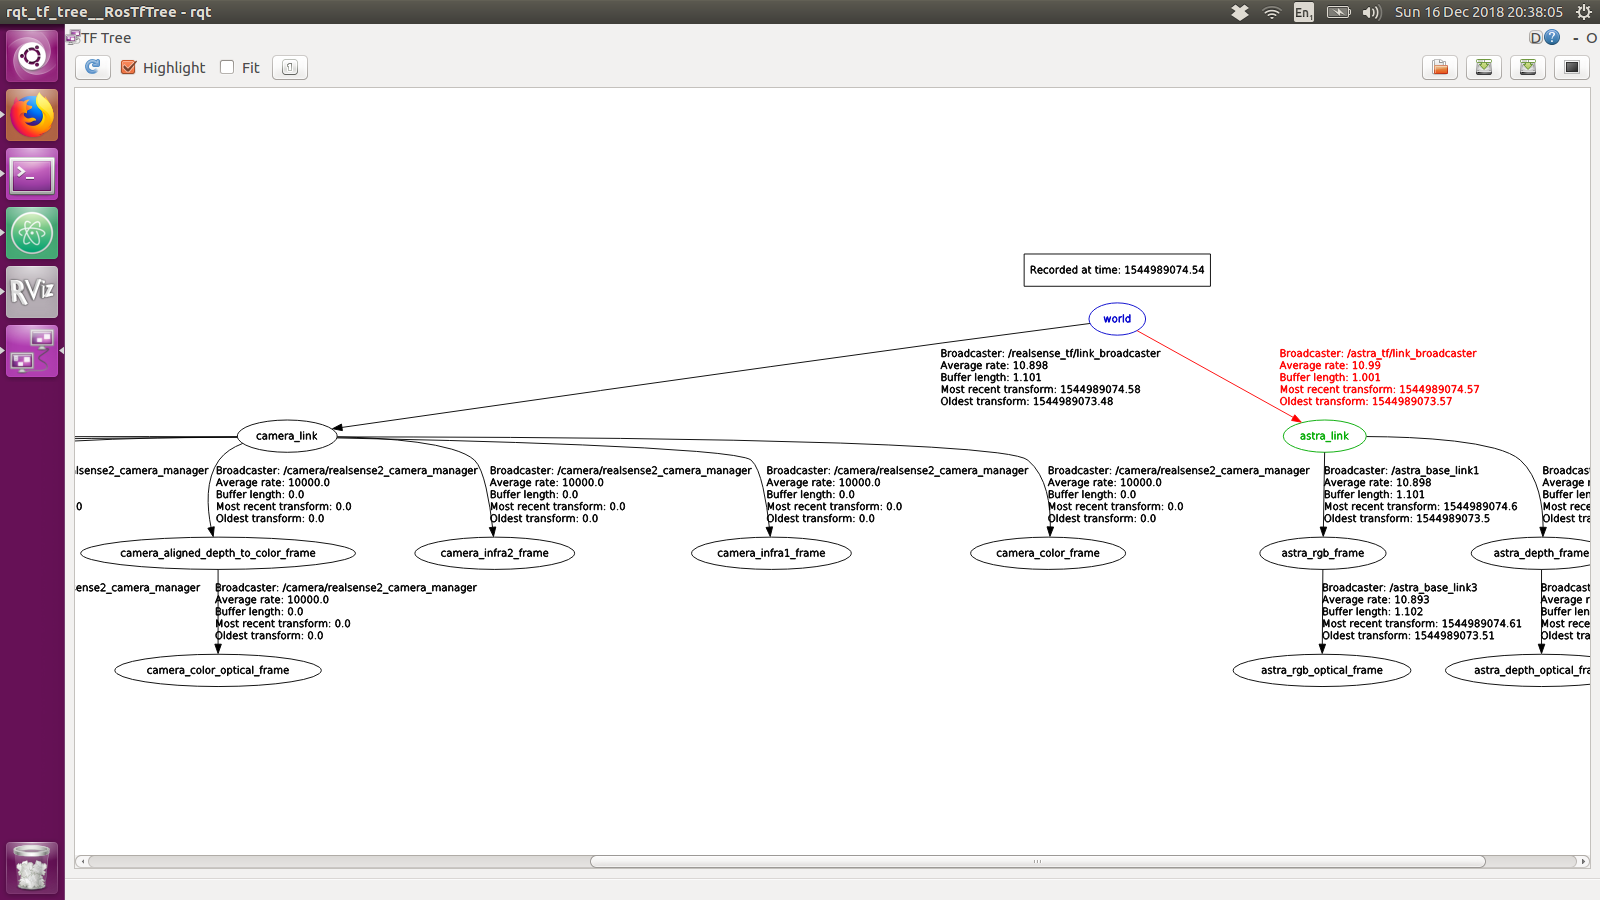 rqt_tf_tree__RosTfTree - rqt
En1
Sun 16 Dec 2018 20:38:05
TF Tree
D
?
- O
Highlight
Fit
Recorded at time: 1544989074.54
world
Broadcaster: /realsense_tf/link_broadcaster
Average rate: 10.898
Buffer length: 1.101
Most recent transform: 1544989074.58
Oldest transform: 1544989073.48
Broadcaster: /astra_tf/link_broadcaster
Average rate: 10.99
Buffer length: 1.001
Most recent transform: 1544989074.57
Oldest transform: 1544989073.57
camera_link
astra_link
alsense2_camera_manager
0
Broadcaster: /camera/realsense2_camera_manager
Average rate: 10000.0
Buffer length: 0.0
Most recent transform: 0.0
Oldest transform: 0.0
Broadcaster: /camera/realsense2_camera_manager
Average rate: 10000.0
Buffer length: 0.0
Most recent transform: 0.0
Oldest transform: 0.0
Broadcaster: /camera/realsense2_camera_manager
Average rate: 10000.0
Buffer length: 0.0
Most recent transform: 0.0
Oldest transform: 0.0
Broadcaster: /camera/realsense2_camera_manager
Average rate: 10000.0
Buffer length: 0.0
Most recent transform: 0.0
Oldest transform: 0.0
Broadcaster: /astra_base_link1
Average rate: 10.898
Buffer length: 1.101
Most recent transform: 1544989074.6
Oldest transform: 1544989073.5
Broadcast
Average r
Buffer len
Most rece
Oldest tra
camera_aligned_depth_to_color_frame
camera_infra2_frame
camera_infra1_frame
camera_color_frame
astra_rgb_frame
astra_depth_frame
ense2_camera_manager
Broadcaster: /camera/realsense2_camera_manager
Average rate: 10000.0
Buffer length: 0.0
Most recent transform: 0.0
Oldest transform: 0.0
Broadcaster: /astra_base_link3
Average rate: 10.893
Buffer length: 1.102
Most recent transform: 1544989074.61
Oldest transform: 1544989073.51
Broadcast
Average r
Buffer len
Most rece
Oldest tra
camera_color_optical_frame
astra_rgb_optical_frame
astra_depth_optical_fra
RViz